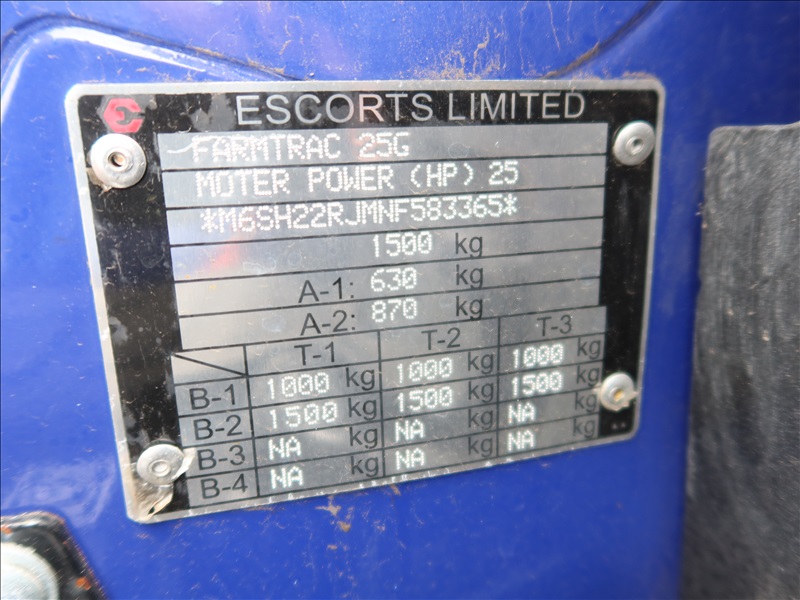 ESCORTS LIMITED
FARMTRAC 25G
MOTER POWER (HP) 25
*M6SH22RJMNF583365*
1500 kg
A-1: 630 kg
A-2: 870 kg
T-1 T-2 T-3
B-1 1000 kg 1000 kg 1000 kg
B-2 1500 kg 1500 kg 1500 kg
B-3 NA kg NA kg NA kg
B-4 NA kg NA kg NA kg